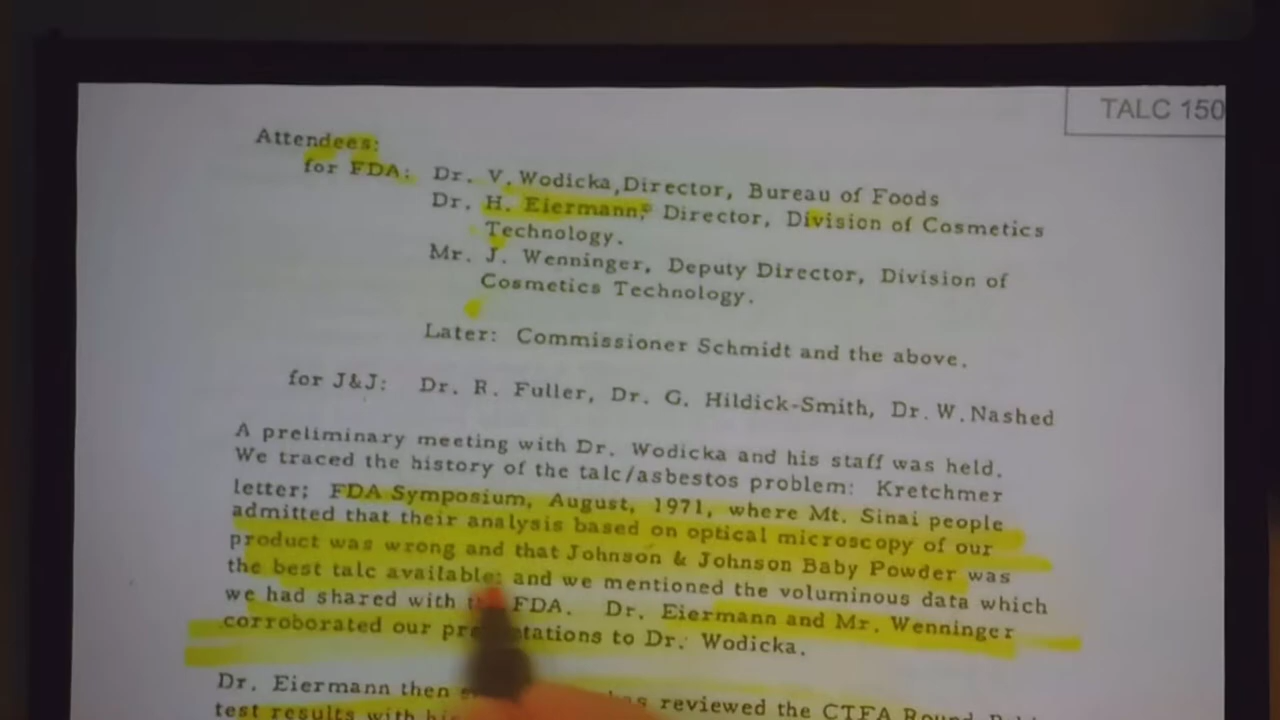 TALC 150
Attendees:
for FDA: Dr. V. Wodicka, Director, Bureau of Foods
Dr. H. Eiermann, Director, Division of Cosmetics
Technology.
Mr. J. Wenninger, Deputy Director, Division of
Cosmetics Technology.
Later: Commissioner Schmidt and the above.
for J&J: Dr. R. Fuller, Dr. G. Hildick-Smith, Dr. W. Nashed
A preliminary meeting with Dr. Wodicka and his staff was held.
We traced the history of the talc/asbestos problem: Kretchmer
letter; FDA Symposium, August, 1971, where Mt. Sinai people
admitted that their analysis based on optical microscopy of our
product was wrong and that Johnson & Johnson Baby Powder was
the best talc available; and we mentioned the voluminous data which
we had shared with FDA. Dr. Eiermann and Mr. Wenninger
corroborated our to Dr. Wodicka.
Dr. Eiermann then reviewed the CTFA Round
test results with